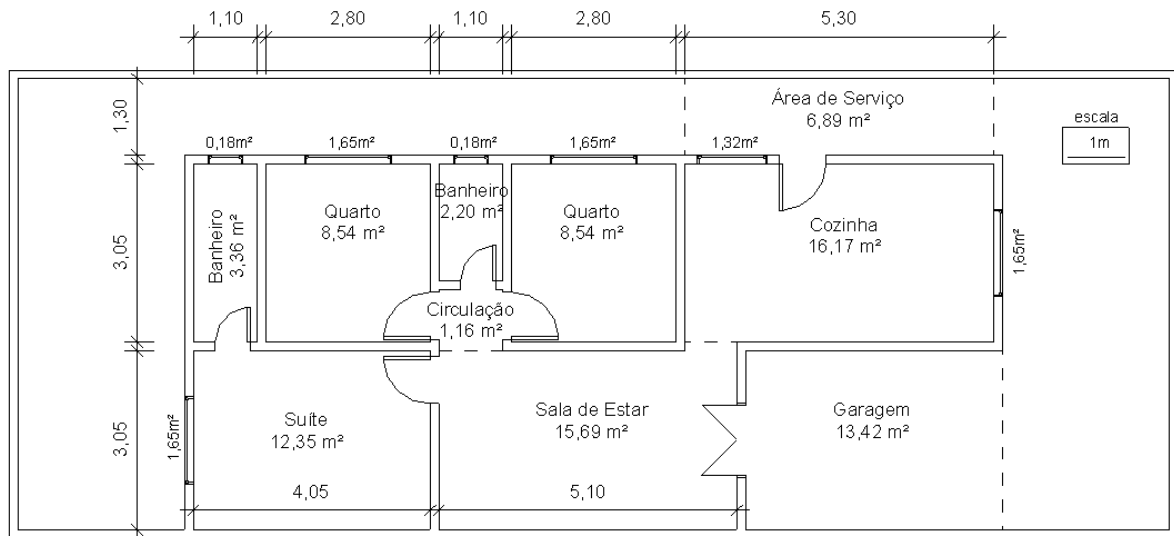 1,10 2,80 1,10 2,80 5,30
1,30
Área de Serviço
6,89 m²
escala
1m
0,18m² 1,65m² 0,18m² 1,65m² 1,32m²
3,05
Banheiro
3,36 m²
Quarto
8,54 m²
Banheiro
2,20 m²
Quarto
8,54 m²
Cozinha
16,17 m²
1,65m²
Circulação
1,16 m²
3,05
1,65m²
Suíte
12,35 m²
Sala de Estar
15,69 m²
Garagem
13,42 m²
4,05 5,10